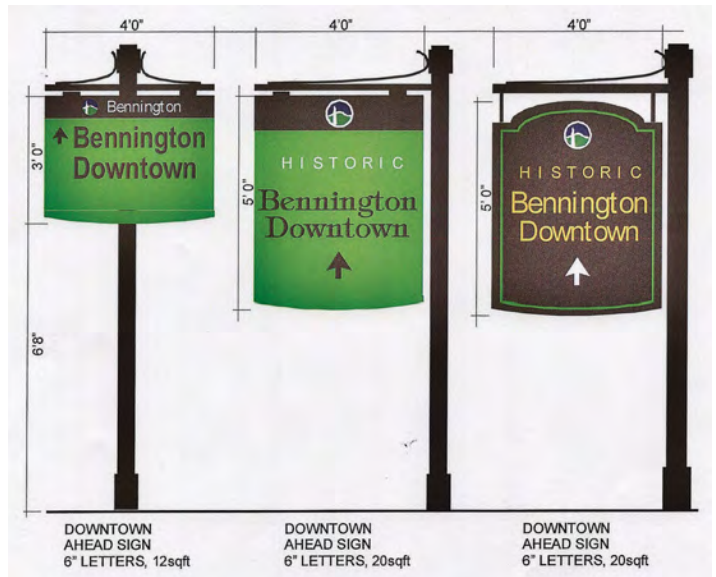 4'0"
4'0"
4'0"
Bennington
Bennington
Downtown
3'0"
6'8"
HISTORIC
Bennington
Downtown
5'0"
HISTORIC
Bennington
Downtown
5'0"
DOWNTOWN
AHEAD SIGN
6" LETTERS, 12sqft
DOWNTOWN
AHEAD SIGN
6" LETTERS, 20sqft
DOWNTOWN
AHEAD SIGN
6" LETTERS, 20sqft